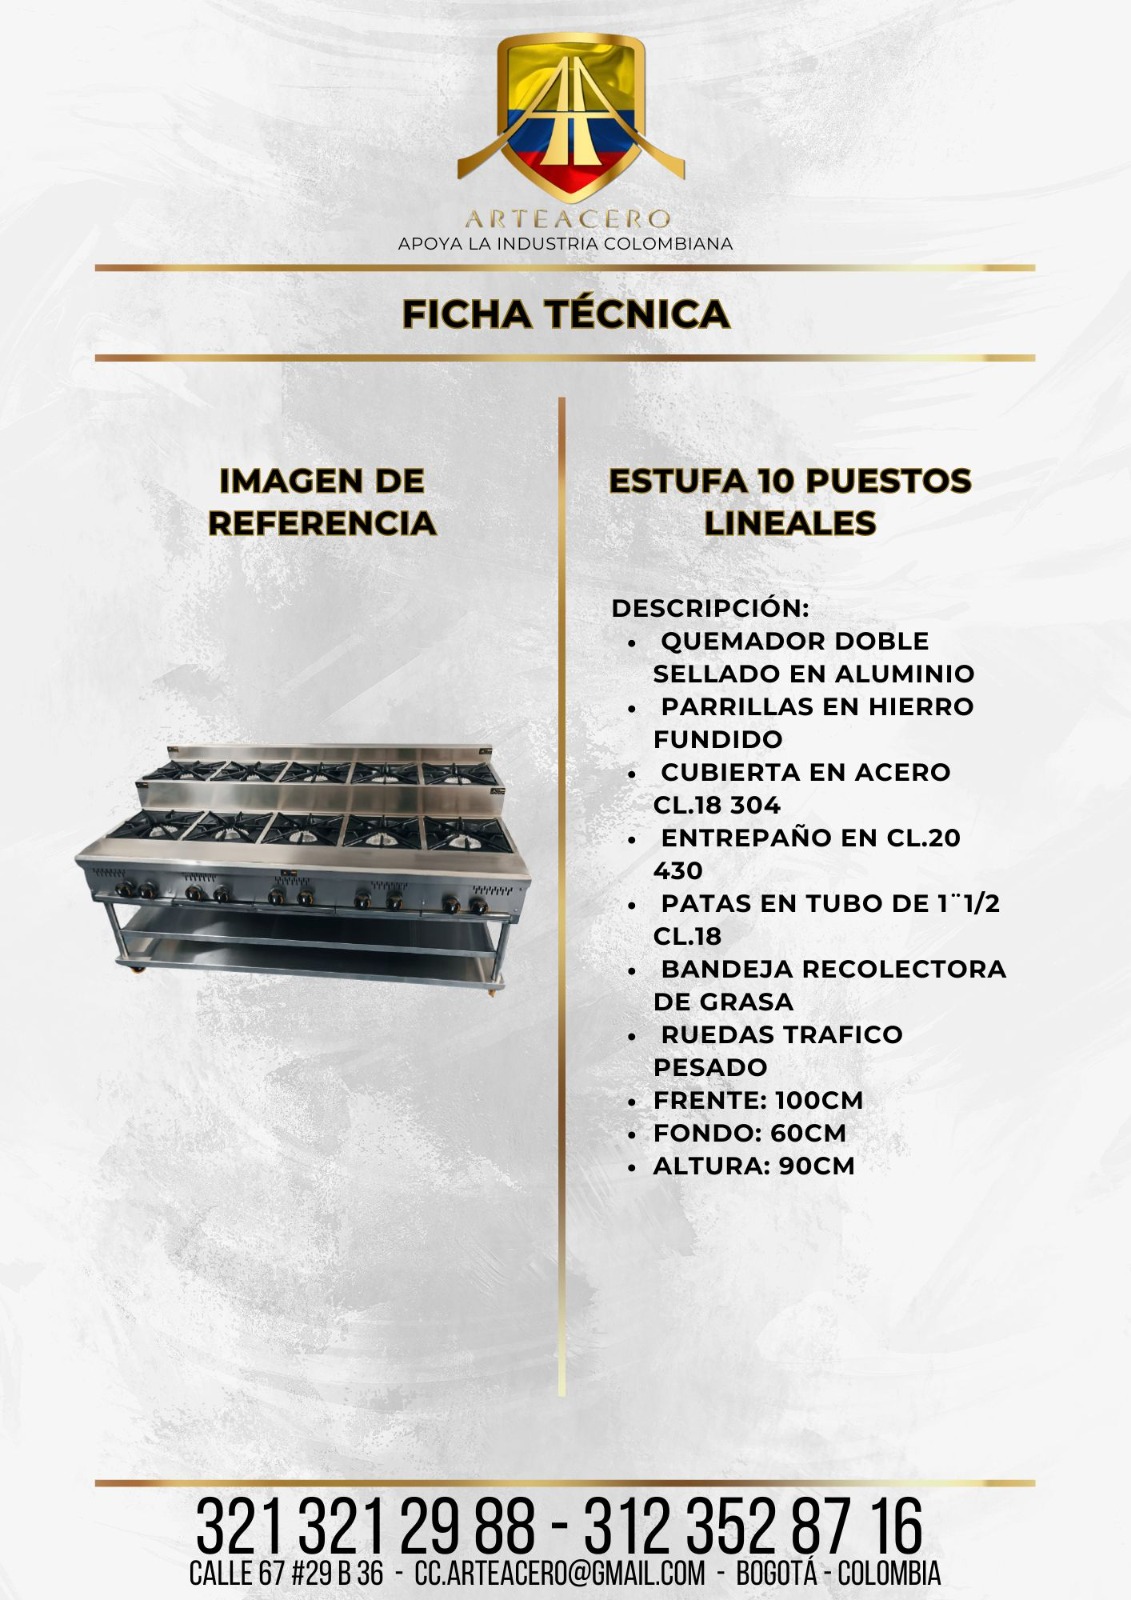 ARTEACERO
APOYA LA INDUSTRIA COLOMBIANA
FICHA TÉCNICA
IMAGEN DE
REFERENCIA
ESTUFA 10 PUESTOS
LINEALES
DESCRIPCIÓN:
• QUEMADOR DOBLE
SELLADO EN ALUMINIO
• PARRILLAS EN HIERRO
FUNDIDO
• CUBIERTA EN ACERO
CL.18 304
• ENTREPAÑO EN CL.20
430
• PATAS EN TUBO DE 1¨1/2
CL.18
• BANDEJA RECOLECTORA
DE GRASA
• RUEDAS TRAFICO
PESADO
• FRENTE: 100CM
• FONDO: 60CM
• ALTURA: 90CM
321 321 29 88 - 312 352 87 16
CALLE 67 #29 B 36 - CC.ARTEACERO@GMAIL.COM - BOGOTÁ - COLOMBIA